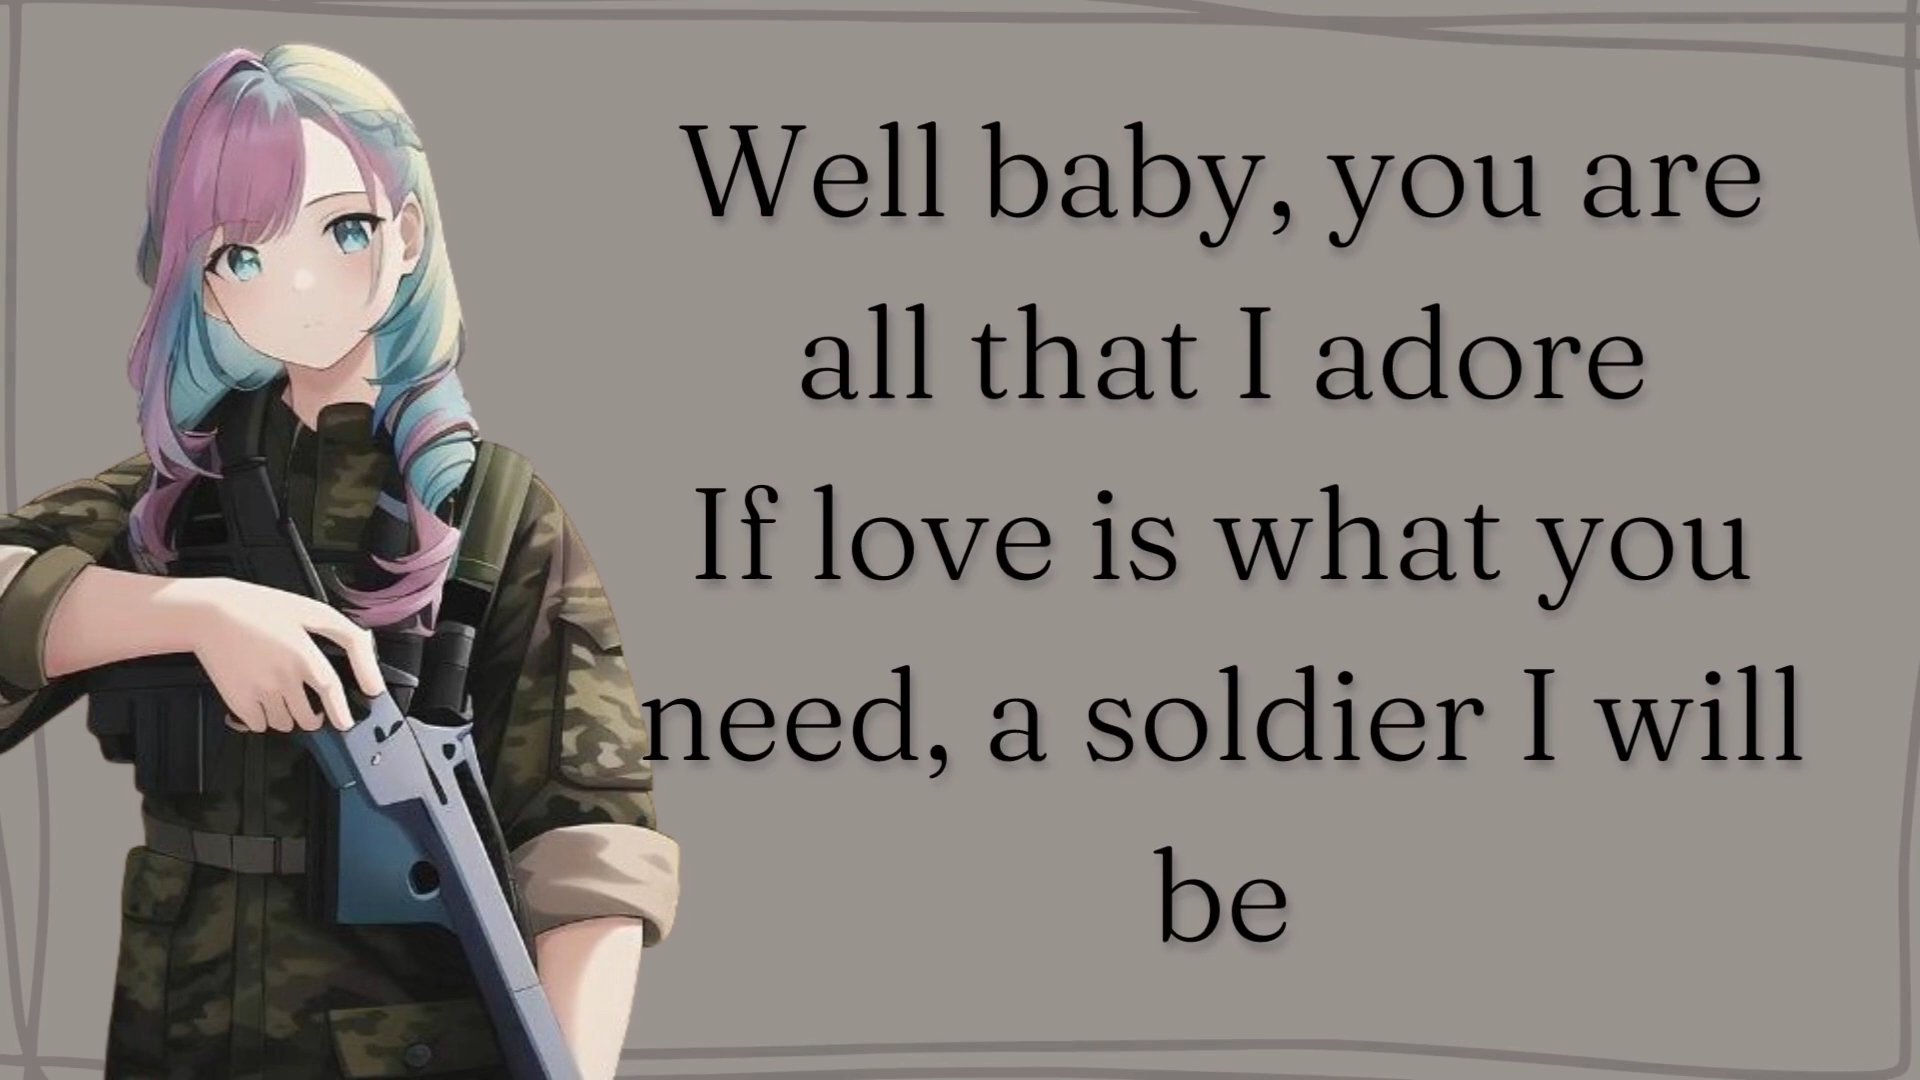 Well baby, you are
all that I adore
If love is what you
need, a soldier I will
be